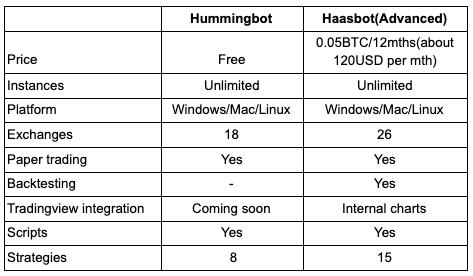 Hummingbot Haasbot(Advanced)
Price Free 0.05BTC/12mths(about 120USD per mth)
Instances Unlimited Unlimited
Platform Windows/Mac/Linux Windows/Mac/Linux
Exchanges 18 26
Paper trading Yes Yes
Backtesting - Yes
Tradingview integration Coming soon Internal charts
Scripts Yes Yes
Strategies 8 15